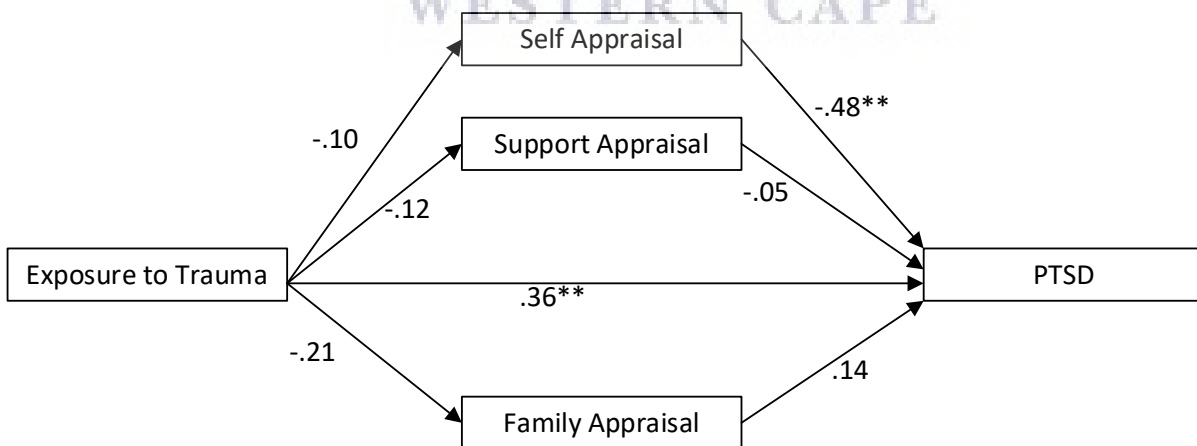 WESTERN CAPE
Self Appraisal
-.48**
-.10
Support Appraisal
-.05
-.12
Exposure to Trauma
PTSD
.36**
-.21
.14
Family Appraisal